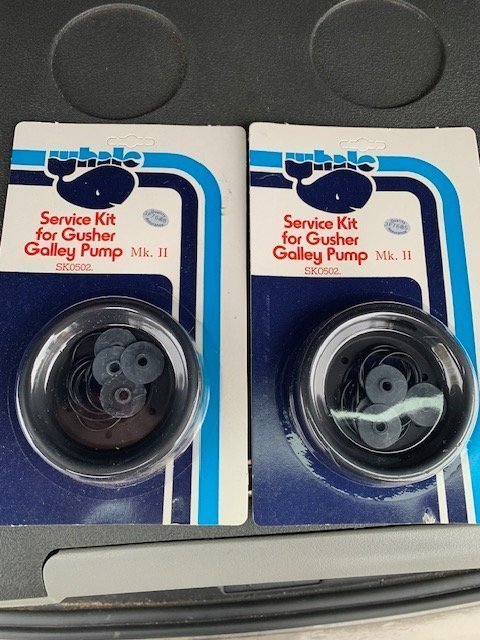 whale
Service Kit
for Gusher
Galley Pump Mk. II
SK0502.
whale
Service Kit
for Gusher
Galley Pump Mk. II
SK0502.